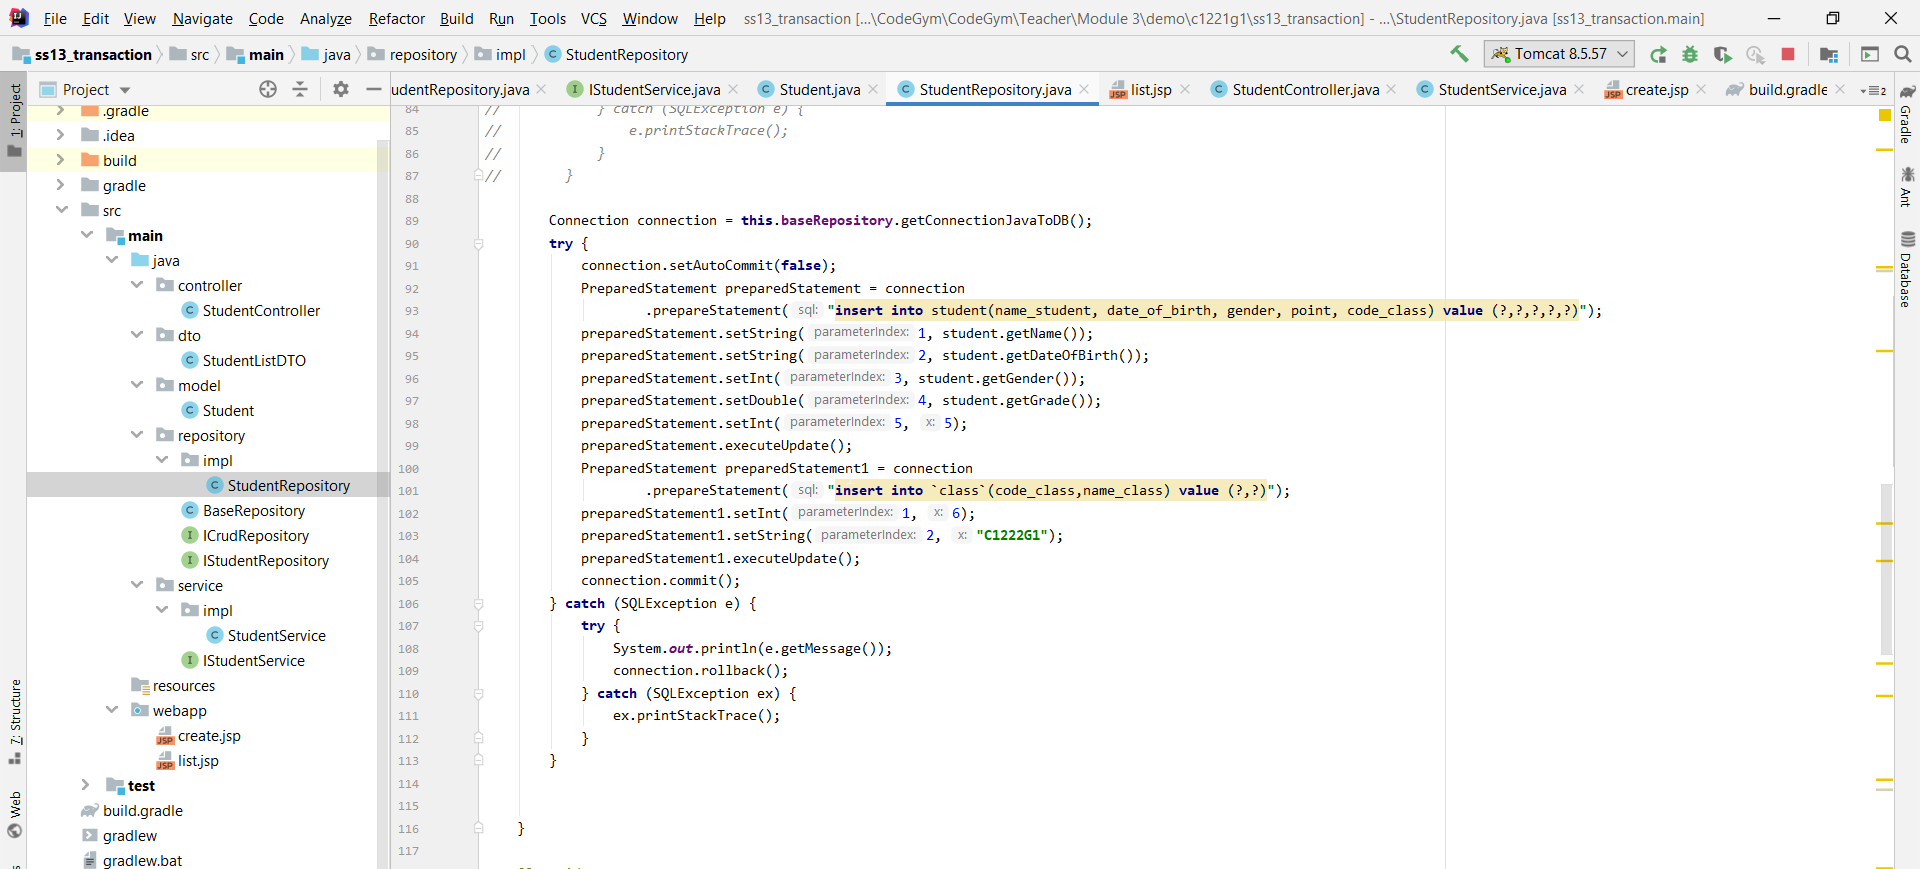 File Edit View Navigate Code Analyze Refactor Build Run Tools VCS Window Help ss13_transaction [...\CodeGym\CodeGym\Teacher\Module 3\demo\c1221g1\ss13_transaction] - ...\StudentRepository.java [ss13_transaction.main]
ss13_transaction src main java repository impl StudentRepository Tomcat 8.5.57
Project udentRepository.java IStudentService.java Student.java StudentRepository.java list.jsp StudentController.java StudentService.java create.jsp build.gradle 2
1: Project
7: Structure
Web
.gradle
.idea
build
gradle
src
main
java
controller
StudentController
dto
StudentListDTO
model
Student
repository
impl
StudentRepository
BaseRepository
ICrudRepository
IStudentRepository
service
impl
StudentService
IStudentService
resources
webapp
create.jsp
list.jsp
test
build.gradle
gradlew
gradlew.bat
84 // } catch (SQLException e) {
85 // e.printStackTrace();
86 // }
87 // }
88
89 Connection connection = this.baseRepository.getConnectionJavaToDB();
90 try {
91 connection.setAutoCommit(false);
92 PreparedStatement preparedStatement = connection
93 .prepareStatement( sql: "insert into student(name_student, date_of_birth, gender, point, code_class) value (?,?,?,?,?)");
94 preparedStatement.setString( parameterIndex: 1, student.getName());
95 preparedStatement.setString( parameterIndex: 2, student.getDateOfBirth());
96 preparedStatement.setInt( parameterIndex: 3, student.getGender());
97 preparedStatement.setDouble( parameterIndex: 4, student.getGrade());
98 preparedStatement.setInt( parameterIndex: 5, x: 5);
99 preparedStatement.executeUpdate();
100 PreparedStatement preparedStatement1 = connection
101 .prepareStatement( sql: "insert into `class`(code_class,name_class) value (?,?)");
102 preparedStatement1.setInt( parameterIndex: 1, x: 6);
103 preparedStatement1.setString( parameterIndex: 2, x: "C1222G1");
104 preparedStatement1.executeUpdate();
105 connection.commit();
106 } catch (SQLException e) {
107 try {
108 System.out.println(e.getMessage());
109 connection.rollback();
110 } catch (SQLException ex) {
111 ex.printStackTrace();
112 }
113 }
114
115
116 }
117
Gradle
Ant
Database